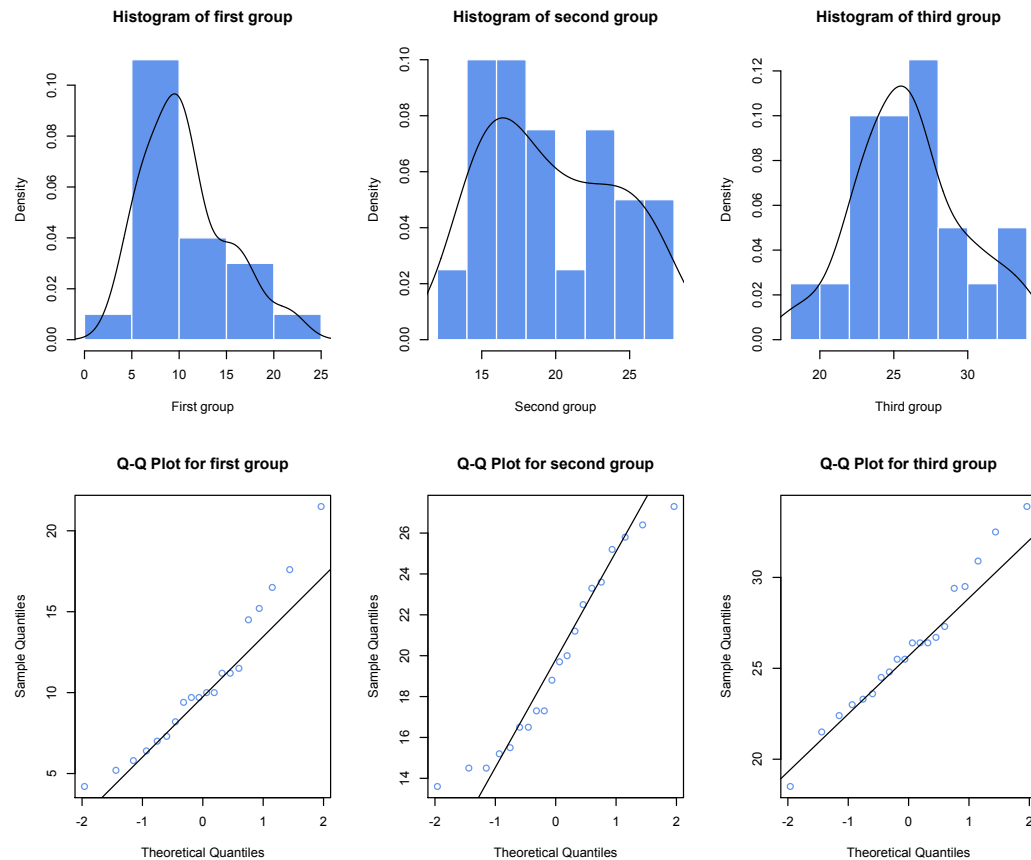 Histogram of first group
Density
0.00 0.02 0.04 0.06 0.08 0.10
0 5 10 15 20 25
First group
Histogram of second group
Density
0.00 0.02 0.04 0.06 0.08 0.10
15 20 25
Second group
Histogram of third group
Density
0.00 0.02 0.04 0.06 0.08 0.10 0.12
20 25 30
Third group
Q-Q Plot for first group
Sample Quantiles
5 10 15 20
-2 -1 0 1 2
Theoretical Quantiles
Q-Q Plot for second group
Sample Quantiles
14 16 18 20 22 24 26
-2 -1 0 1 2
Theoretical Quantiles
Q-Q Plot for third group
Sample Quantiles
20 25 30
-2 -1 0 1 2
Theoretical Quantiles